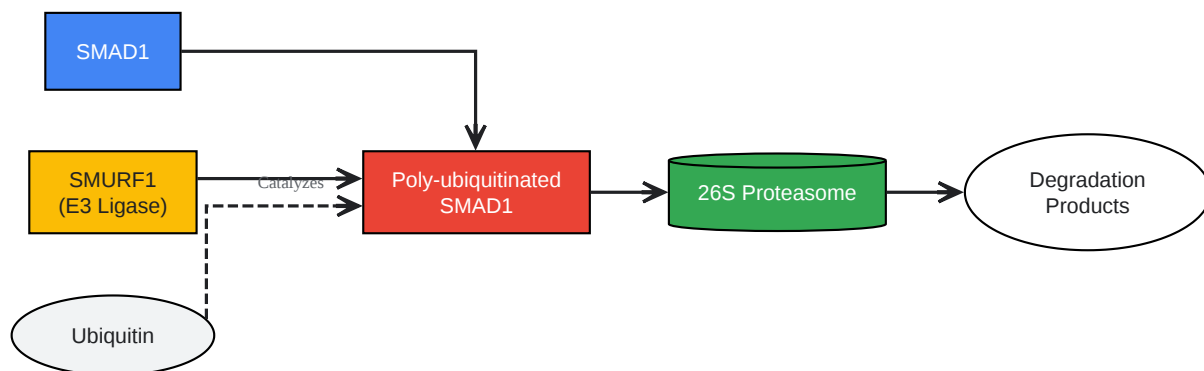 SMAD1
SMURF1
(E3 Ligase)
Catalyzes
Poly-ubiquitinated
SMAD1
26S Proteasome
Degradation
Products
Ubiquitin